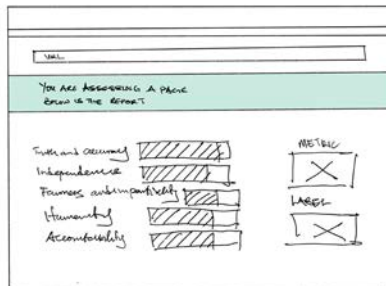 URL
YOU ARE ASSESSING A PAGE
BELOW IS THE REPORT
Truth and accuracy
Independence
Fairness and impartiality
Humanity
Accountability
METRIC
LABEL